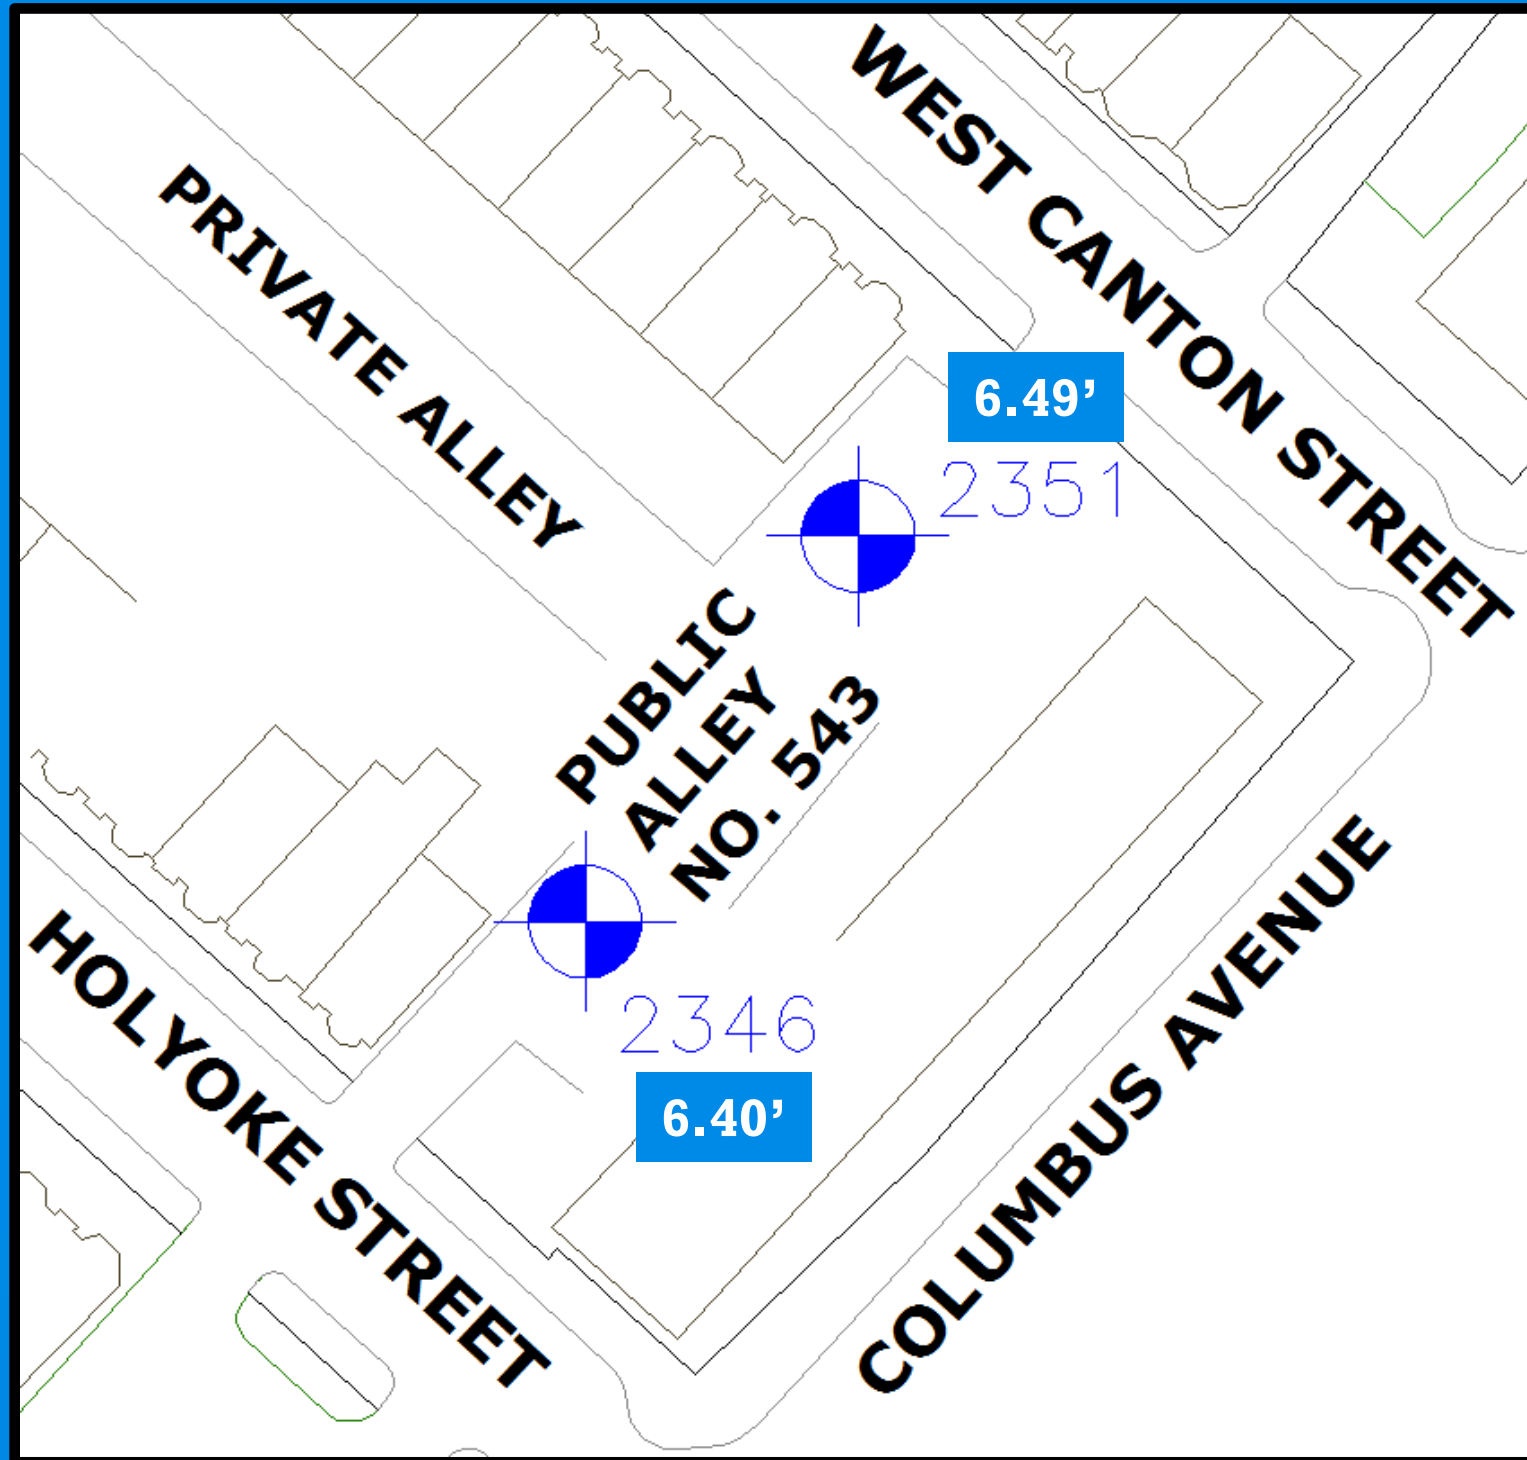 WEST CANTON STREET
PRIVATE ALLEY
6.49’
2351
PUBLIC
ALLEY
NO. 543
2346
6.40’
HOLYOKE STREET
COLUMBUS AVENUE